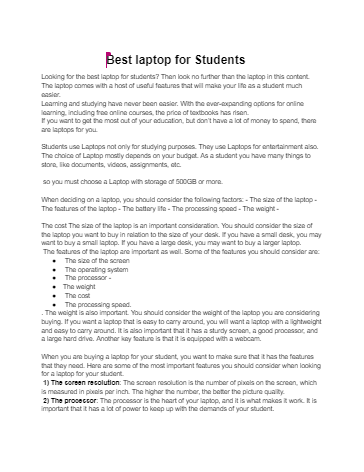 Best laptop for Students
Looking for the best laptop for students? Then look no further than the laptop in this content.
The laptop comes with a host of useful features that will make your life as a student much
easier.
Learning and studying have never been easier. With the ever-expanding options for online
learning, including free online courses, the price of textbooks has risen.
If you want to get the most out of your education, but don't have a lot of money to spend, there
are laptops for you.
Students use Laptops not only for studying purposes. They use Laptops for entertainment also.
The choice of Laptop mostly depends on your budget. As a student you have many things to
store, like documents, videos, assignments, etc.
so you must choose a Laptop with storage of 500GB or more.
When deciding on a laptop, you should consider the following factors: - The size of the laptop -
The features of the laptop - The battery life - The processing speed - The weight -
The cost The size of the laptop is an important consideration. You should consider the size of
the laptop you want to buy in relation to the size of your desk. If you have a small desk, you may
want to buy a small laptop. If you have a large desk, you may want to buy a larger laptop.
The features of the laptop are important as well. Some of the features you should consider are:
● The size of the screen
● The operating system
● The processor -
● The weight
● The cost
● The processing speed.
. The weight is also important. You should consider the weight of the laptop you are considering
buying. If you want a laptop that is easy to carry around, you will want a laptop with a lightweight
and easy to carry around. It is also important that it has a sturdy screen, a good processor, and
a large hard drive. Another key feature is that it is equipped with a webcam.
When you are buying a laptop for your student, you want to make sure that it has the features
that they need. Here are some of the most important features you should consider when looking
for a laptop for your student.
1) The screen resolution: The screen resolution is the number of pixels on the screen, which
is measured in pixels per inch. The higher the number, the better the picture quality.
2) The processor: The processor is the heart of your laptop, and it is what makes it work. It is
important that it has a lot of power to keep up with the demands of your student.